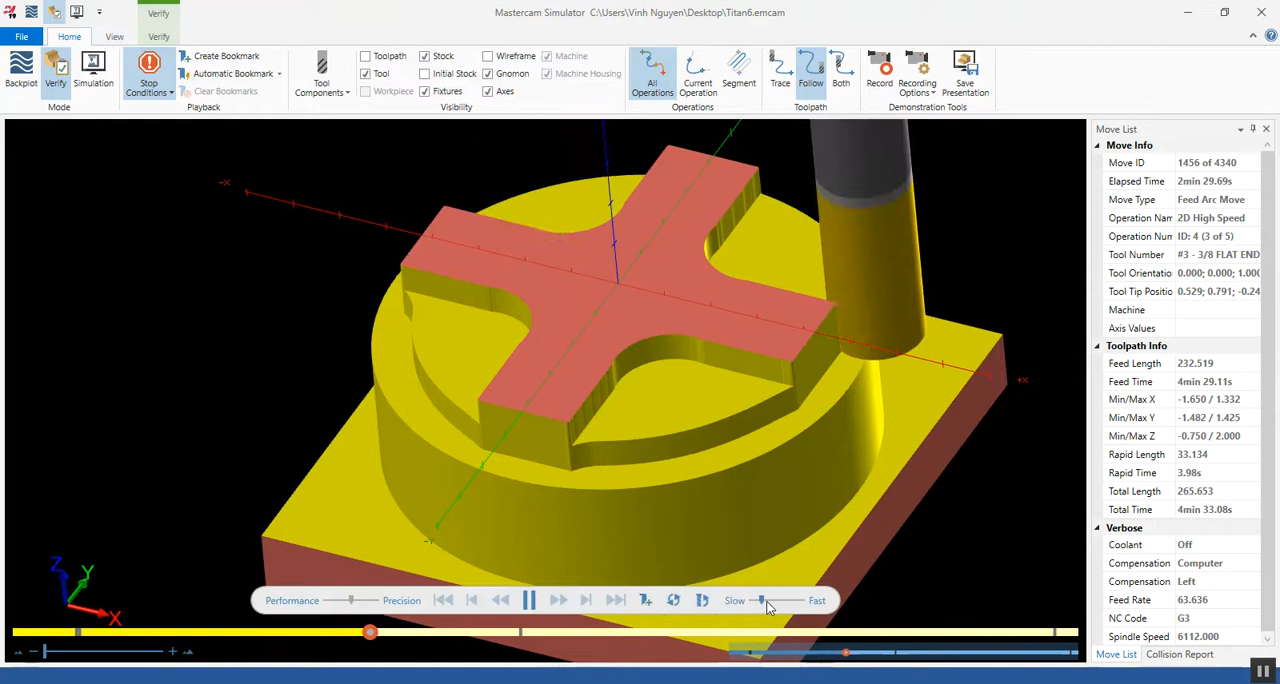 Verify
Mastercam Simulator C:\Users\Vinh Nguyen\Desktop\Titan6.emcam
File Home View Verify
Backplot Verify Simulation
Mode
Stop Conditions
Create Bookmark
Automatic Bookmark
Clear Bookmarks
Playback
Tool Components
Toolpath Stock Wireframe Machine
Tool Initial Stock Gnomon Machine Housing
Workpiece Fixtures Axes
Visibility
All Operations Current Operation Segment
Operations
Trace Follow Both
Toolpath
Record Recording Options Save Presentation
Demonstration Tools
Move List
Move Info
Move ID 1456 of 4340
Elapsed Time 2min 29.69s
Move Type Feed Arc Move
Operation Nam 2D High Speed
Operation Num ID: 4 (3 of 5)
Tool Number #3 - 3/8 FLAT END
Tool Orientatio 0.000; 0.000; 1.000
Tool Tip Positio 0.529; 0.791; -0.24
Machine
Axis Values
Toolpath Info
Feed Length 232.519
Feed Time 4min 29.11s
Min/Max X -1.650 / 1.332
Min/Max Y -1.482 / 1.425
Min/Max Z -0.750 / 2.000
Rapid Length 33.134
Rapid Time 3.98s
Total Length 265.653
Total Time 4min 33.08s
Verbose
Coolant Off
Compensation Computer
Compensation Left
Feed Rate 63.636
NC Code G3
Spindle Speed 6112.000
Move List Collision Report
-X
+X
-Y
Z
Y
X
Performance Precision Slow Fast